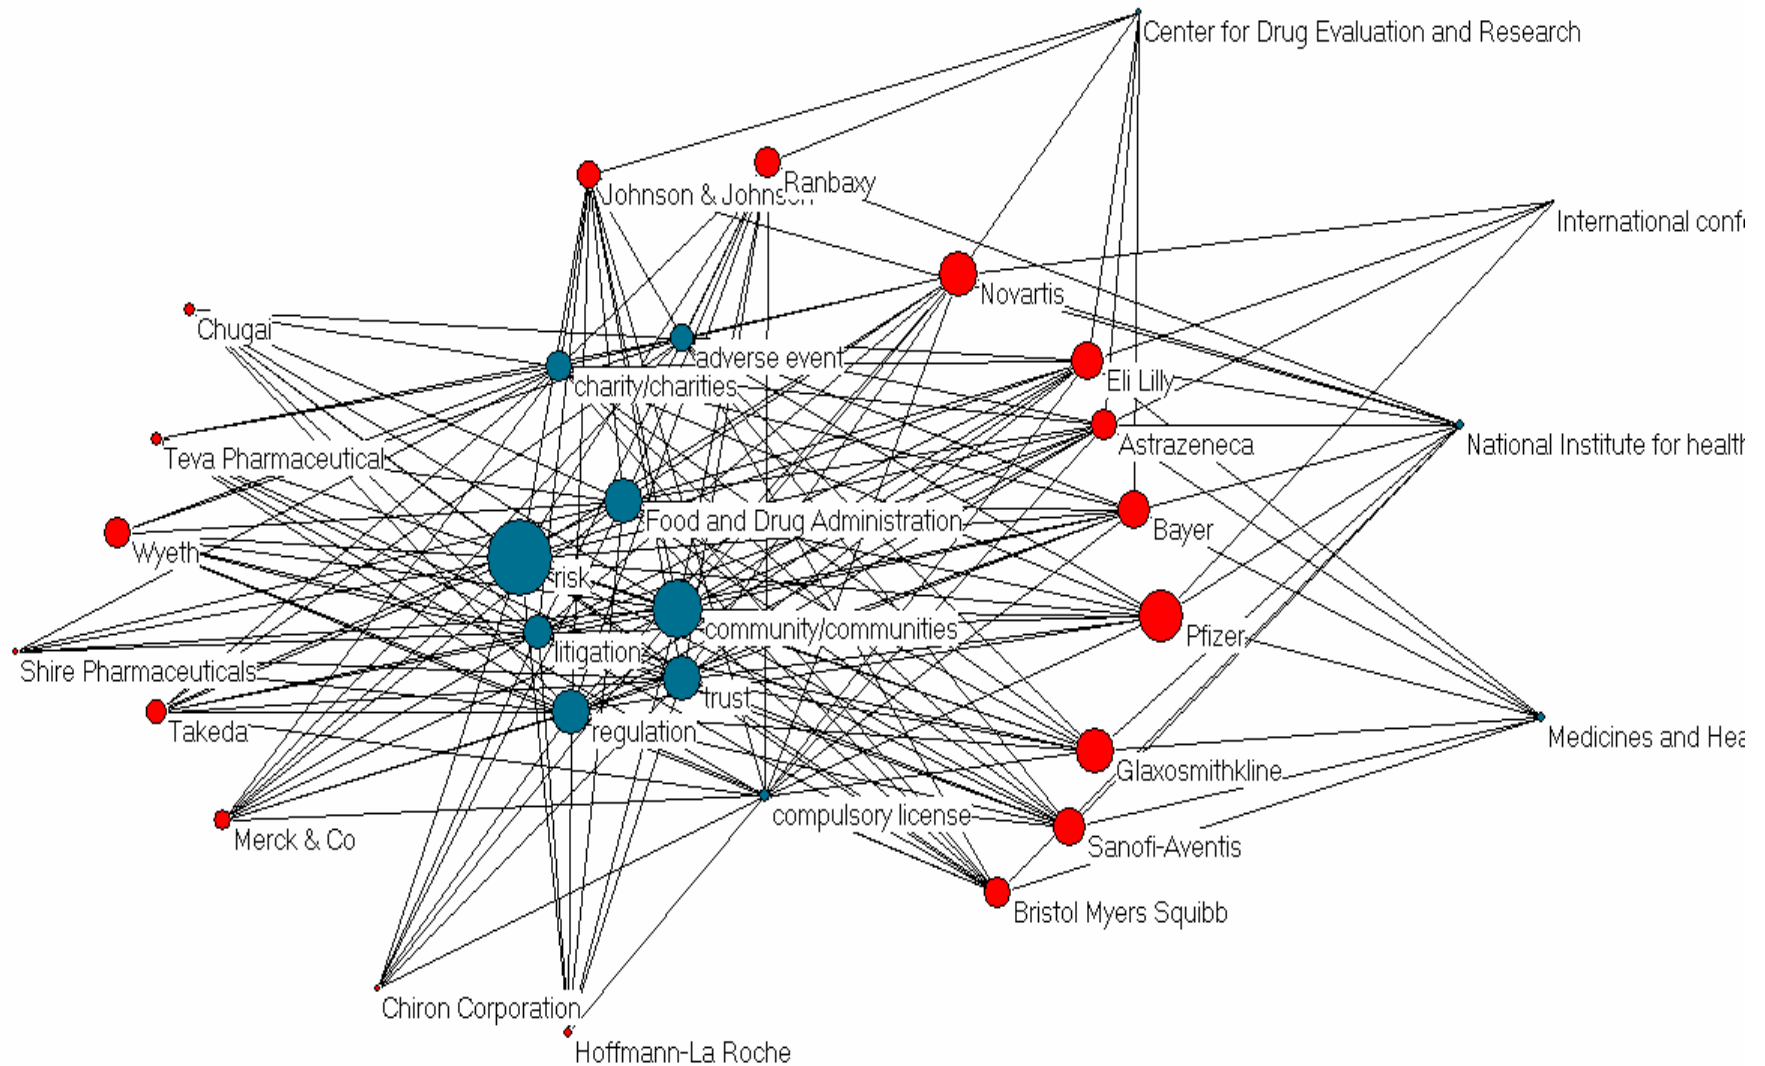 Center for Drug Evaluation and Research
Johnson & Johnson
Ranbaxy
International conf
Novartis
Chugai
adverse event
charity/charities
Eli Lilly
Astrazeneca
National Institute for health
Teva Pharmaceutical
Food and Drug Administration
Bayer
Wyeth
risk
community/communities
Pfizer
litigation
Shire Pharmaceuticals
trust
Takeda
regulation
Medicines and Hea
Glaxosmithkline
compulsory license
Merck & Co
Sanofi-Aventis
Bristol Myers Squibb
Chiron Corporation
Hoffmann-La Roche